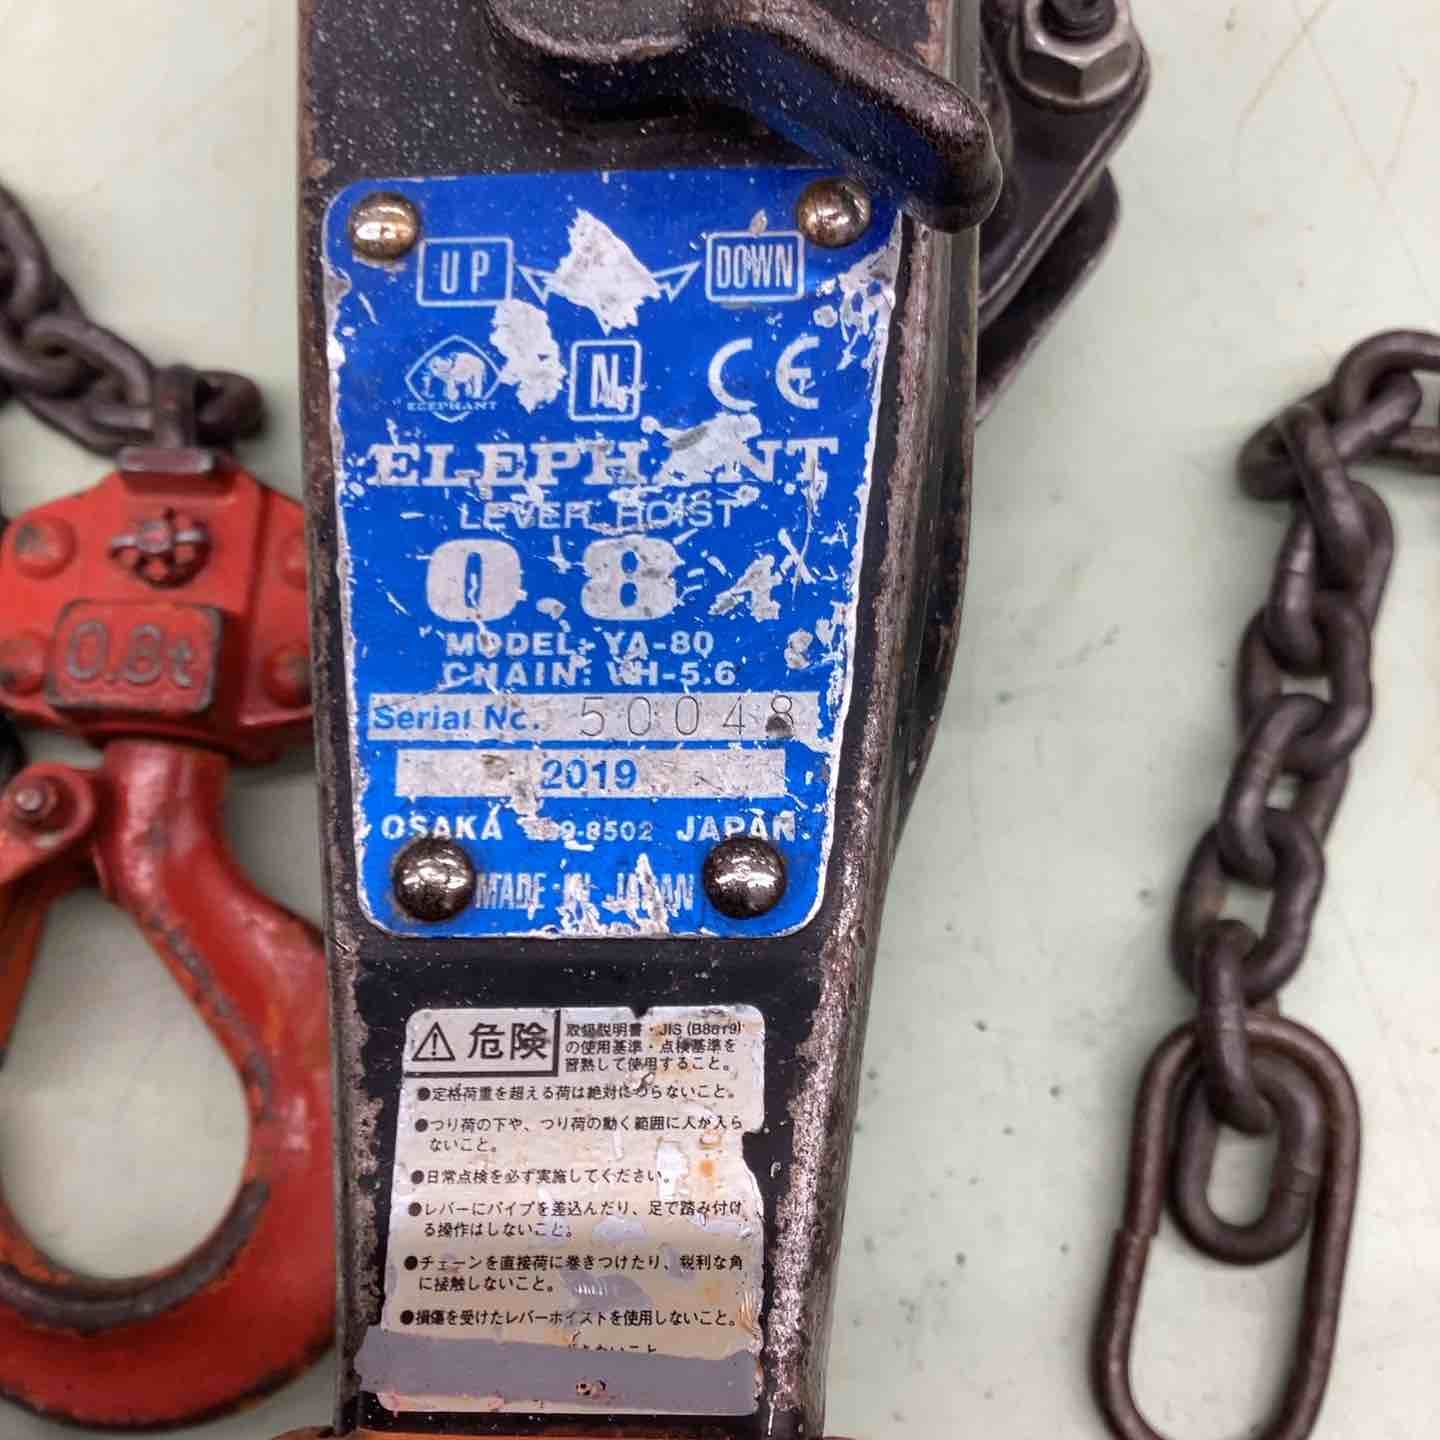 UP
DOWN
ELEPHANT
N
CE
ELEPHANT
LEVER HOIST
0.8
MODEL: YA-80
CHAIN: WH-5.6
Serial No. 50048
2019
OSAKA 9-8502 JAPAN.
MADE IN JAPAN
0.8t
危険
取扱説明書・JIS (B8819)
の使用基準・点検基準を
習熟して使用すること。
●定格荷重を超える荷は絶対につらないこと。
●つり荷の下や、つり荷の動く範囲に人が入ら
ないこと。
●日常点検を必ず実施してください。
●レバーにパイプを差込んだり、足で踏み付け
る操作はしないこと。
●チェーンを直接荷に巻きつけたり、鋭利な角
に接触しないこと。
●損傷を受けたレバーホイストを使用しないこと。